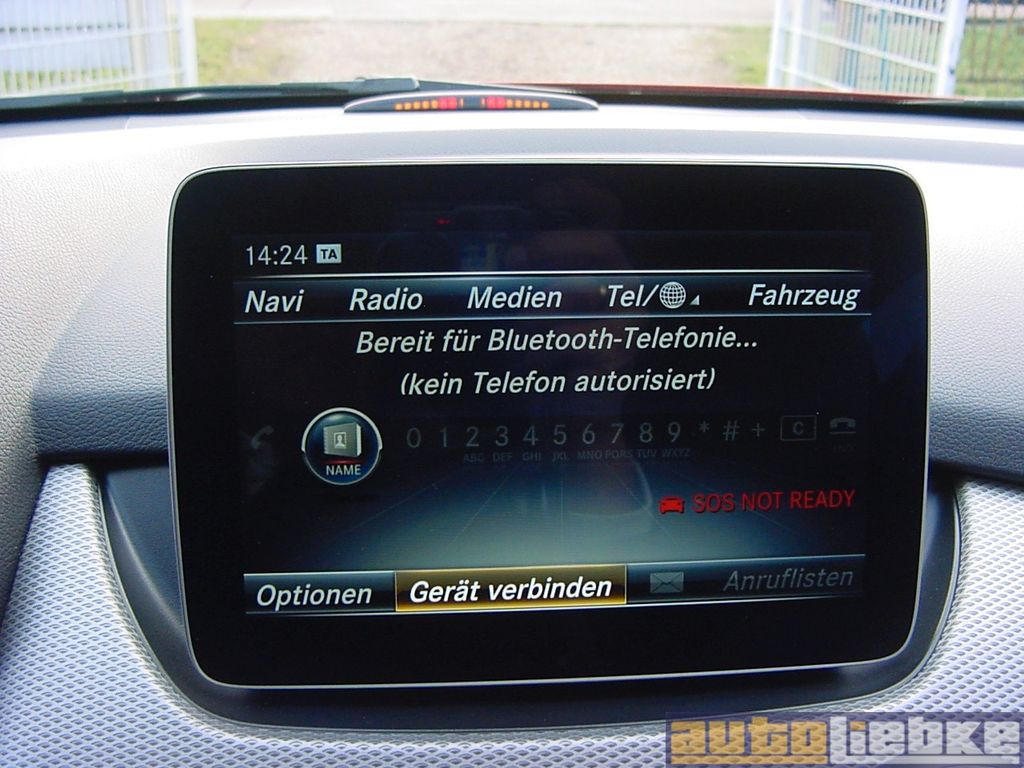 14:24 TA
Navi Radio Medien Tel/ Fahrzeug
Bereit für Bluetooth-Telefonie...
(kein Telefon autorisiert)
NAME
0 1 2 3 4 5 6 7 8 9 * # + C
ABC DEF GHI JKL MNO PQRS TUV WXYZ
SOS NOT READY
Optionen Gerät verbinden Anruflisten
autoliebke